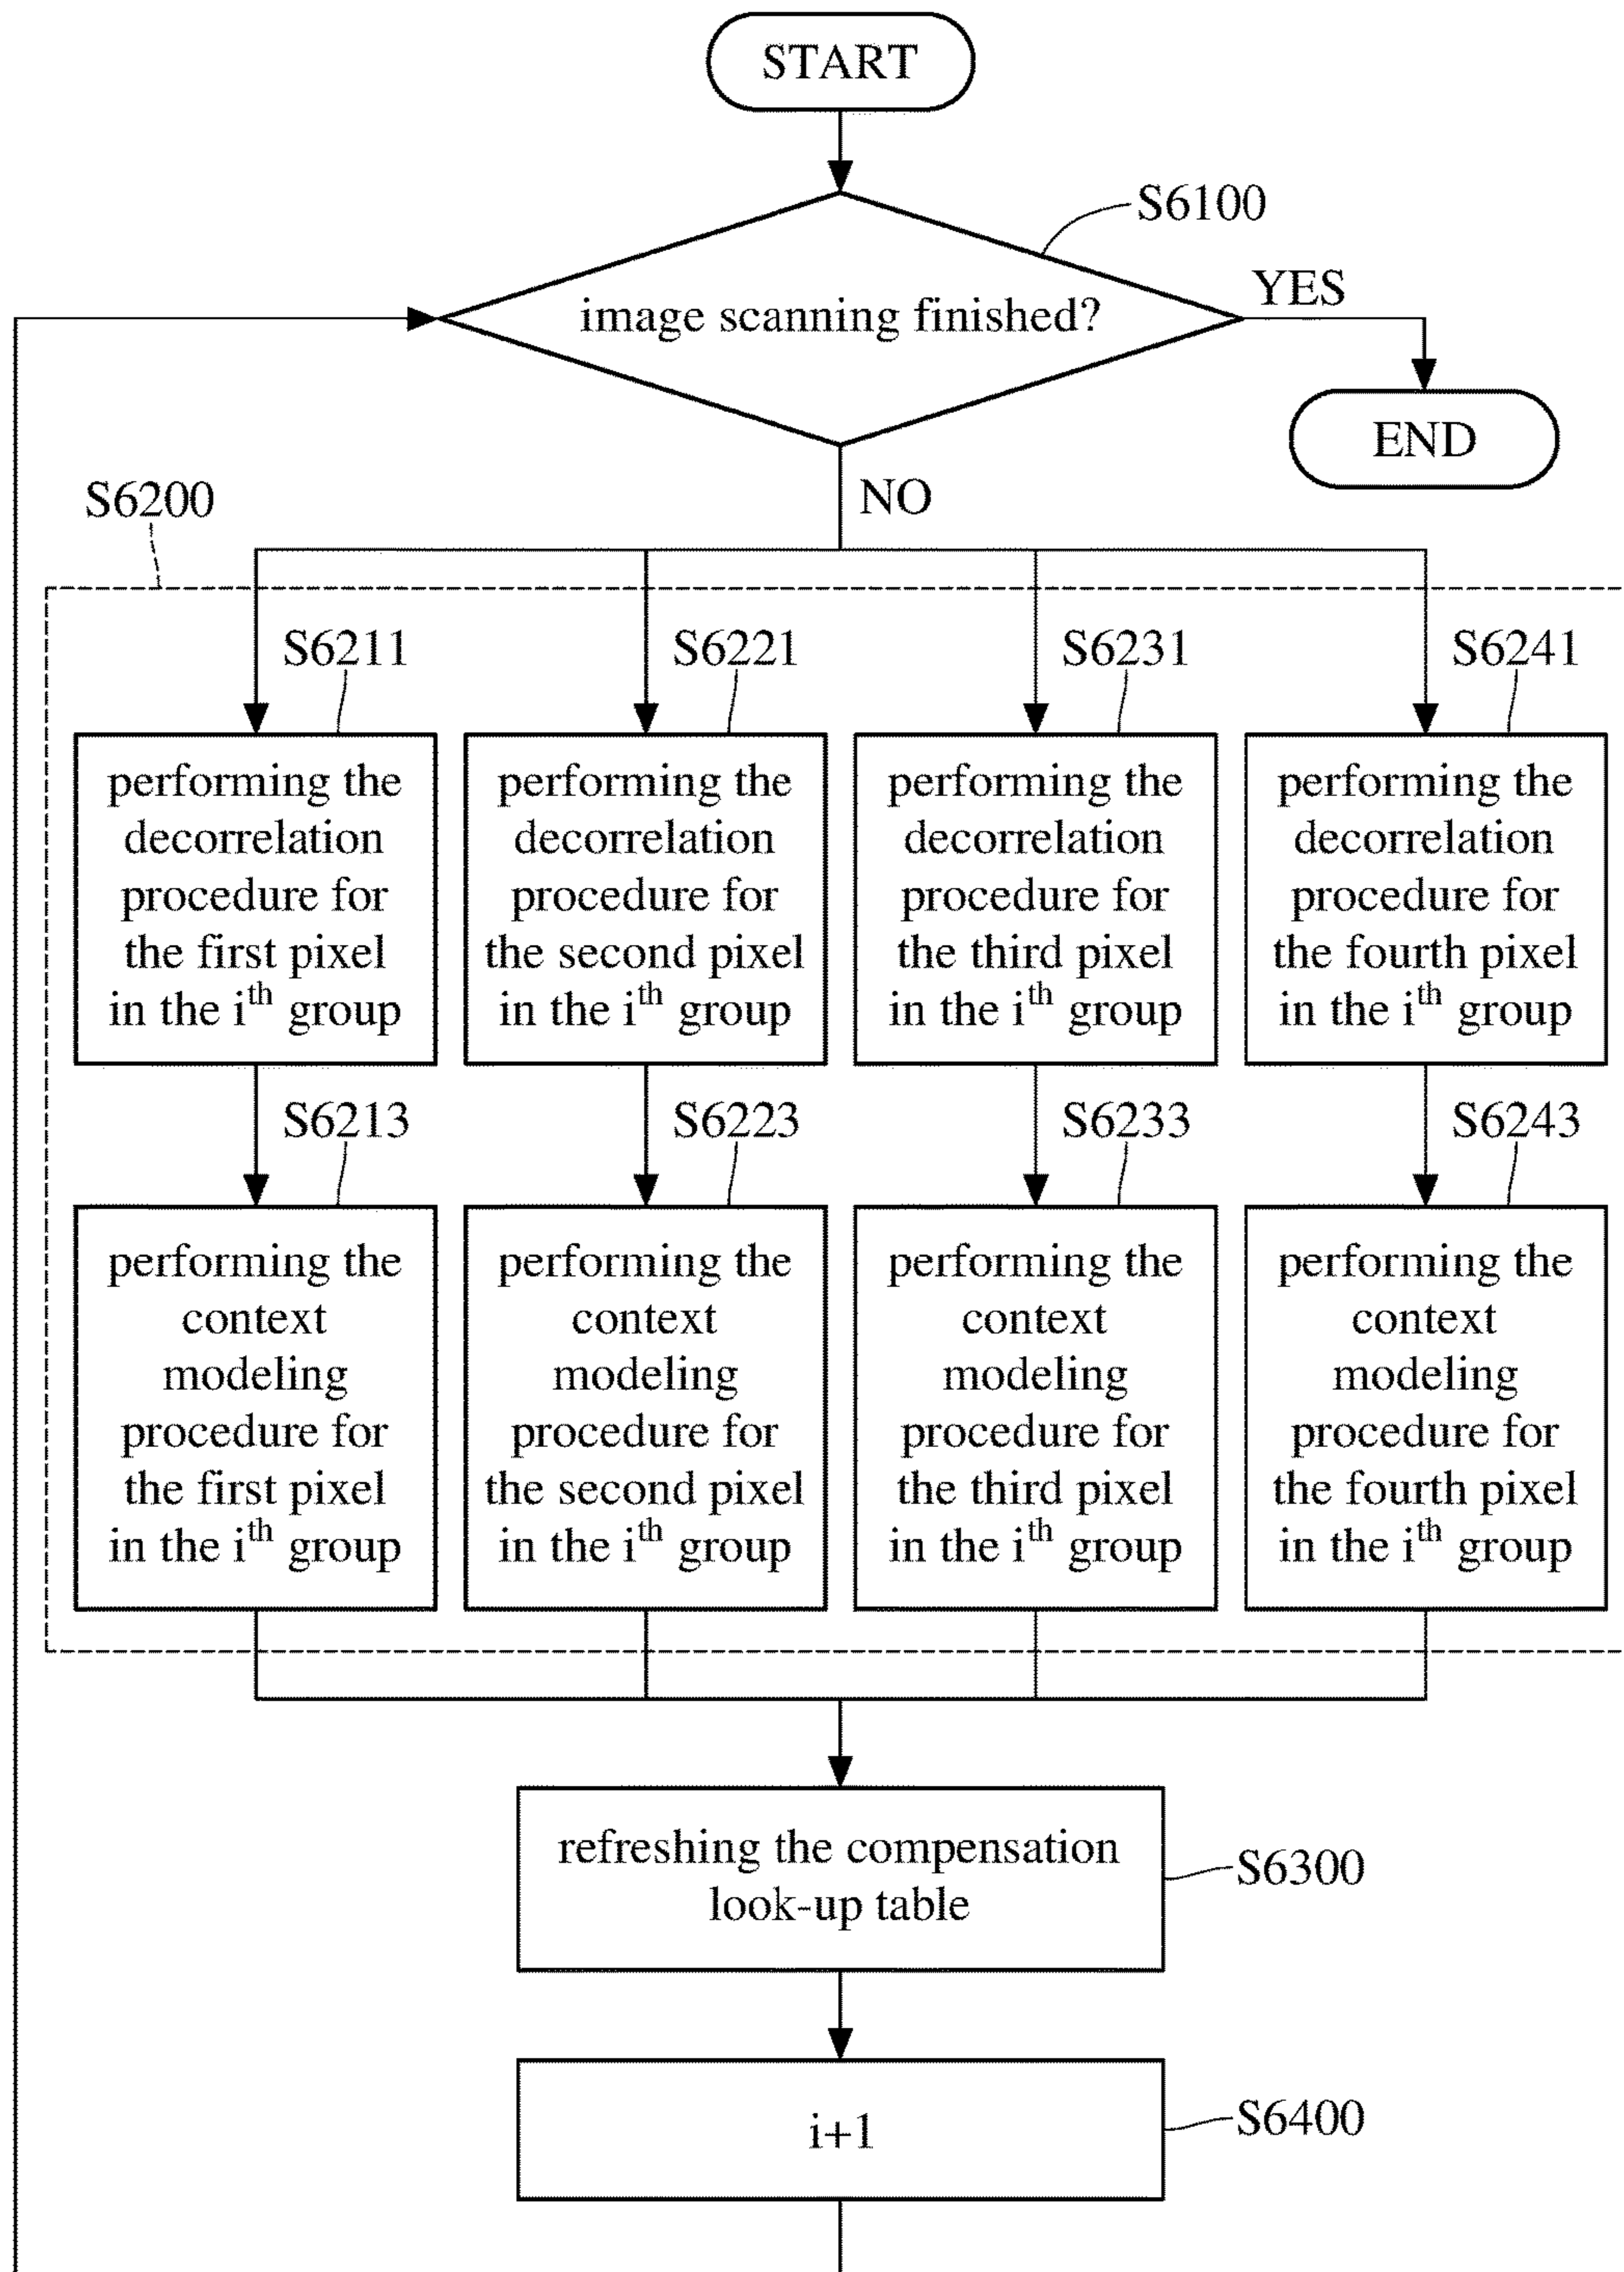 START
S6100
image scanning finished?
YES
END
NO
S6200
S6211
performing the
decorrelation
procedure for
the first pixel
in the ith group
S6221
performing the
decorrelation
procedure for
the second pixel
in the ith group
S6231
performing the
decorrelation
procedure for
the third pixel
in the ith group
S6241
performing the
decorrelation
procedure for
the fourth pixel
in the ith group
S6213
performing the
context
modeling
procedure for
the first pixel
in the ith group
S6223
performing the
context
modeling
procedure for
the second pixel
in the ith group
S6233
performing the
context
modeling
procedure for
the third pixel
in the ith group
S6243
performing the
context
modeling
procedure for
the fourth pixel
in the ith group
refreshing the compensation
look-up table
S6300
i+1
S6400